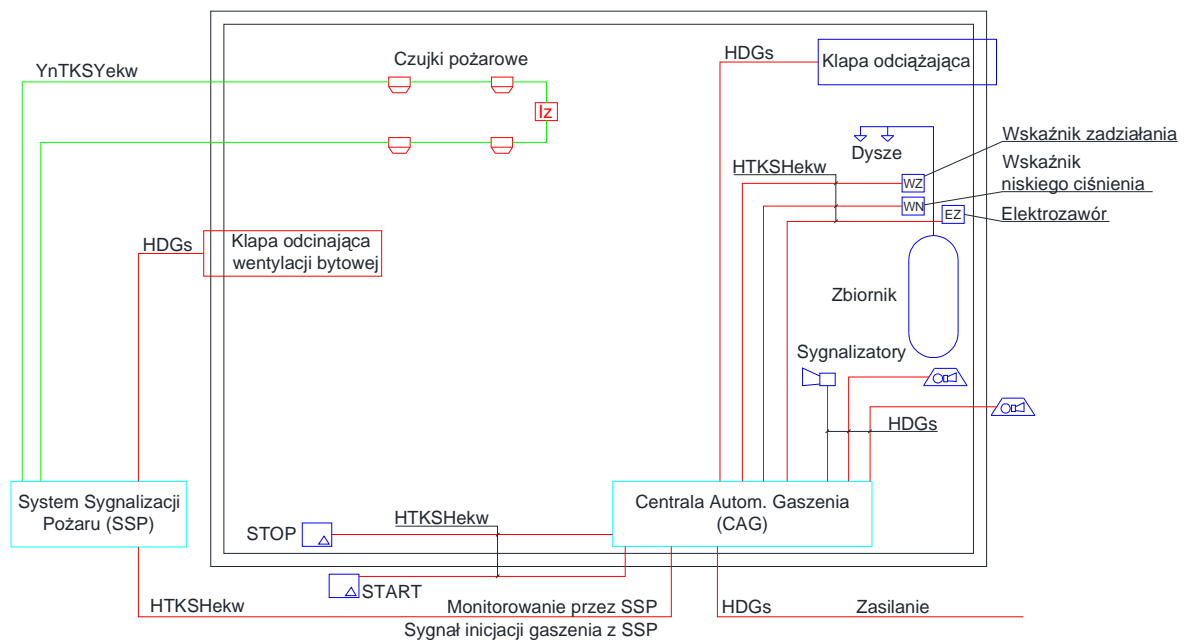 YnTKSYekw
Czujki pożarowe
Iz
HDGs
Klapa odciążająca
Dysze
Wskaźnik zadziałania
Wskaźnik
niskiego ciśnienia
Elektrozawór
HTKSHekw
WZ
WN
EZ
HDGs
Klapa odcinająca
wentylacji bytowej
Zbiornik
Sygnalizatory
HDGs
System Sygnalizacji
Pożaru (SSP)
Centrala Autom. Gaszenia
(CAG)
STOP
HTKSHekw
START
HTKSHekw
Monitorowanie przez SSP
Sygnał inicjacji gaszenia z SSP
HDGs
Zasilanie